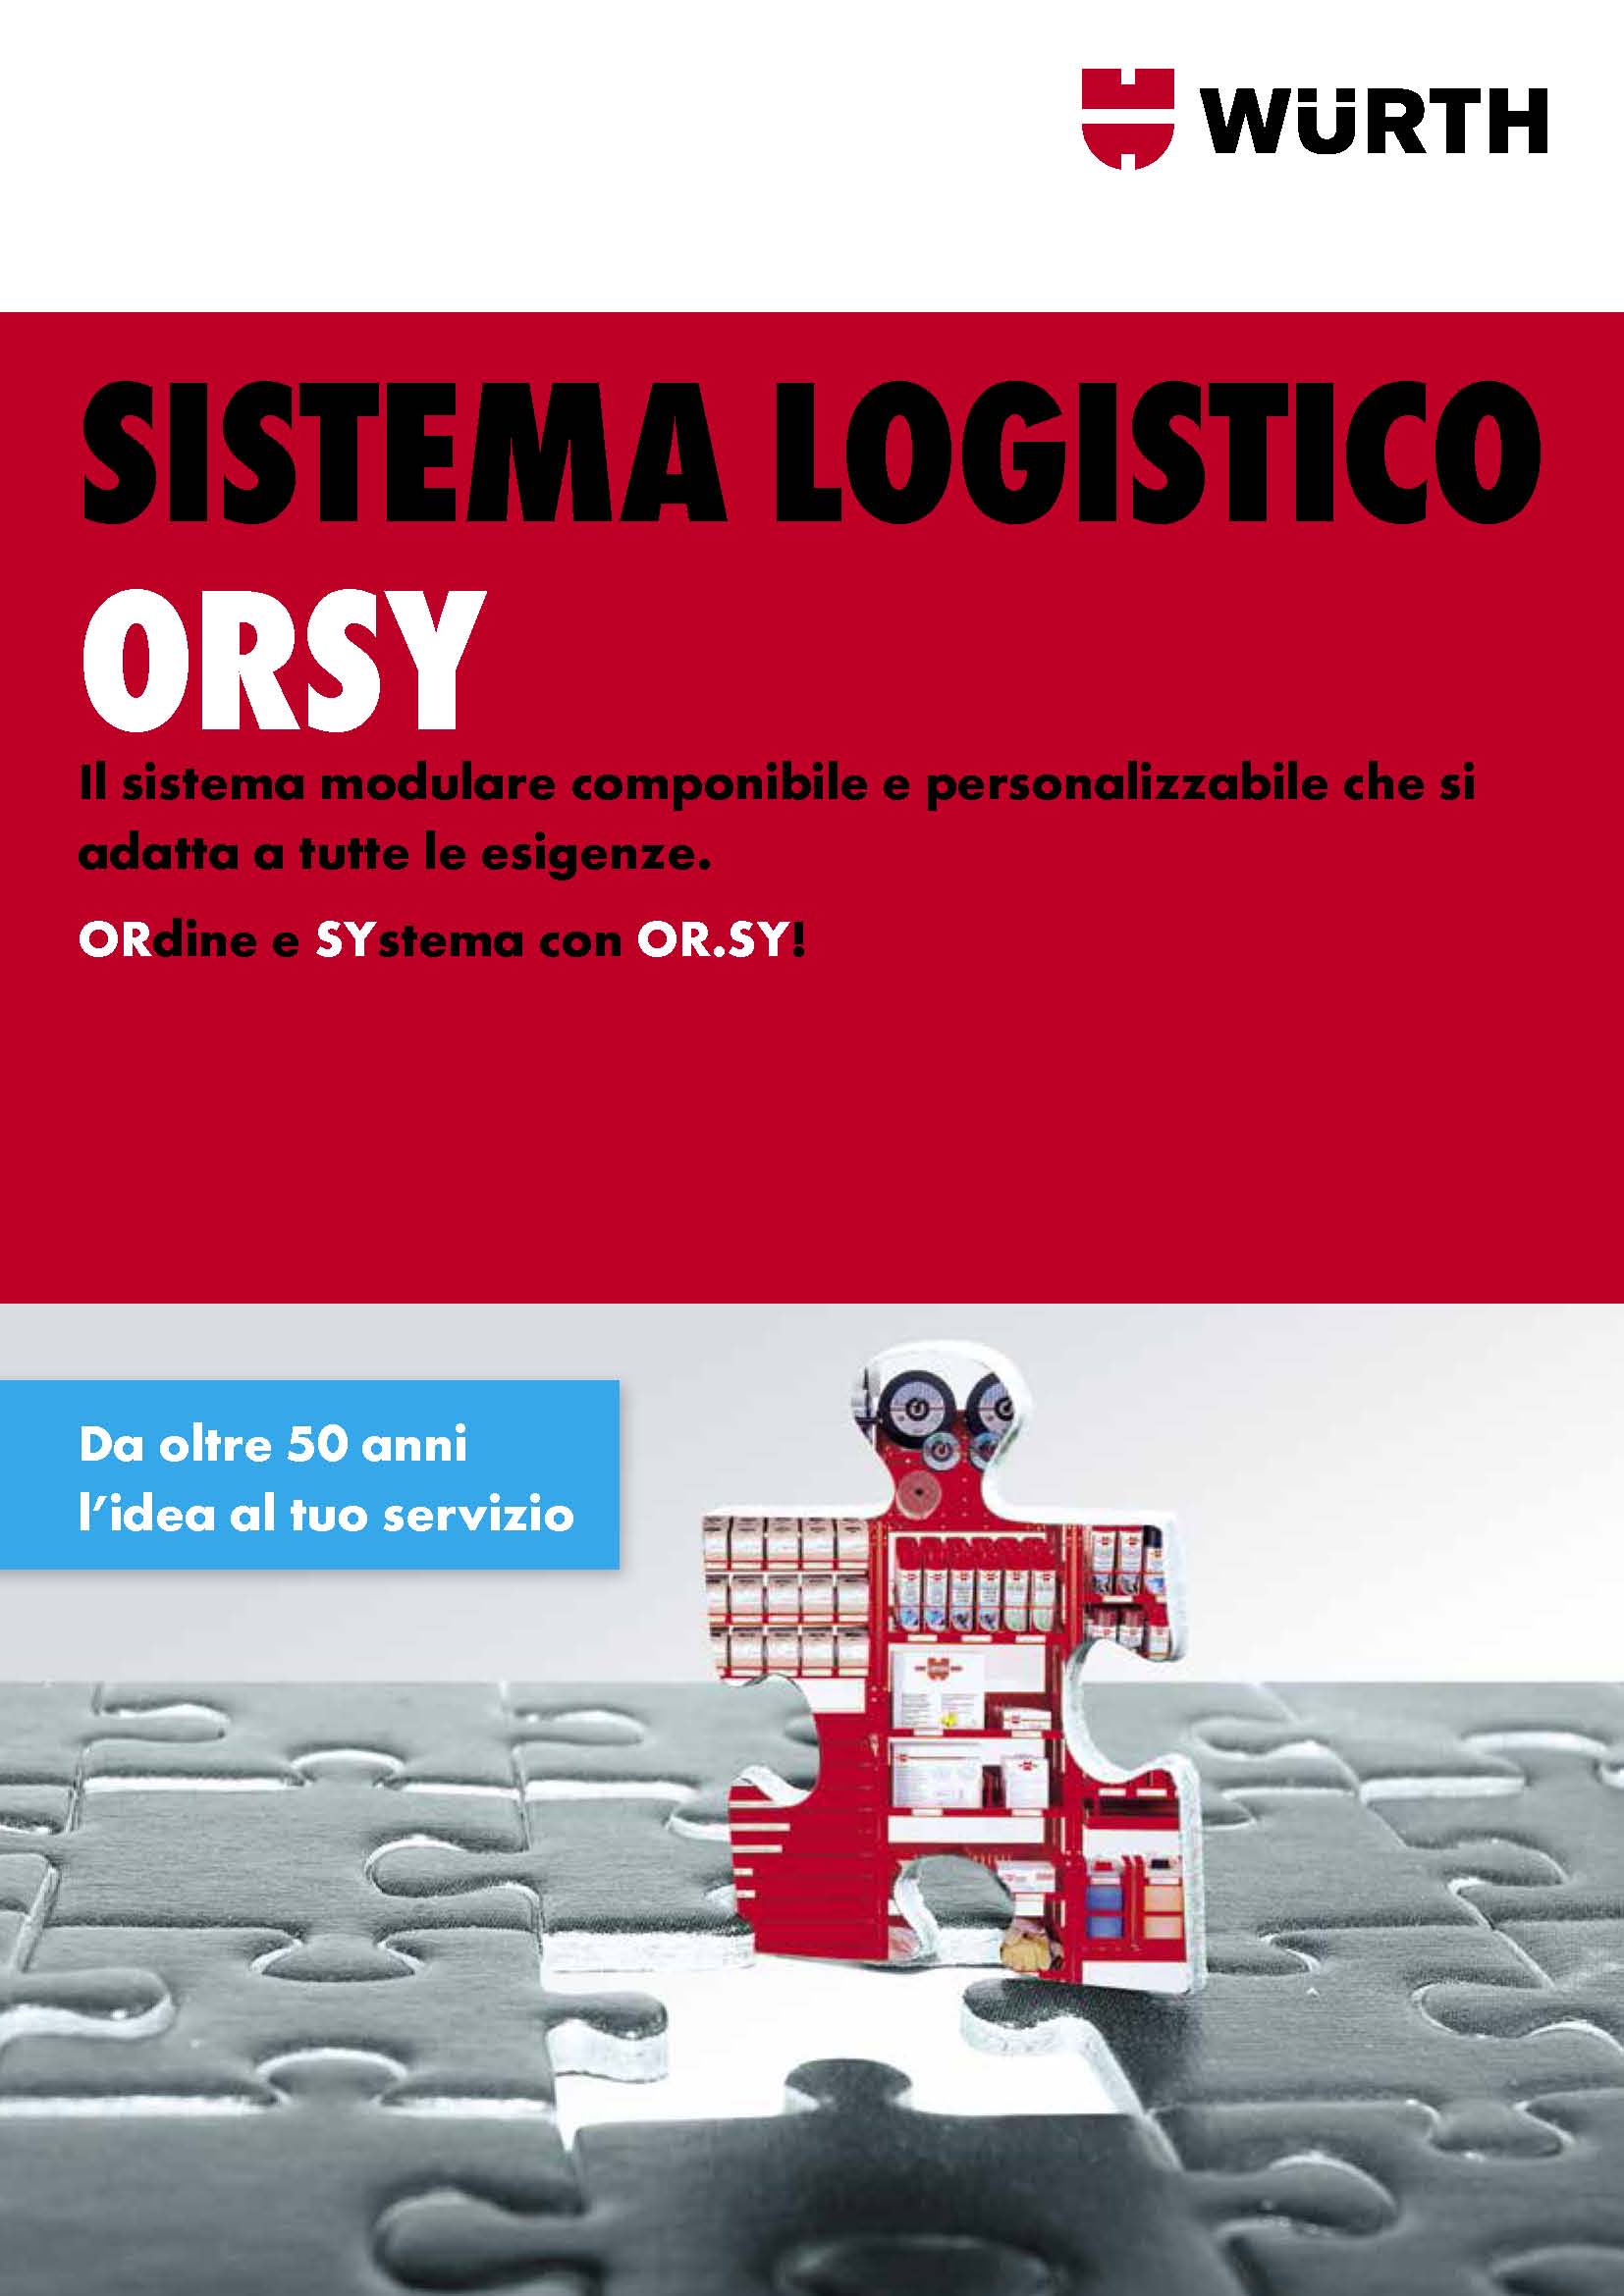 WÜRTH
SISTEMA LOGISTICO
ORSY
Il sistema modulare componibile e personalizzabile che si
adatta a tutte le esigenze.
ORdine e SYstema con OR.SY!
Da oltre 50 anni
l’idea al tuo servizio